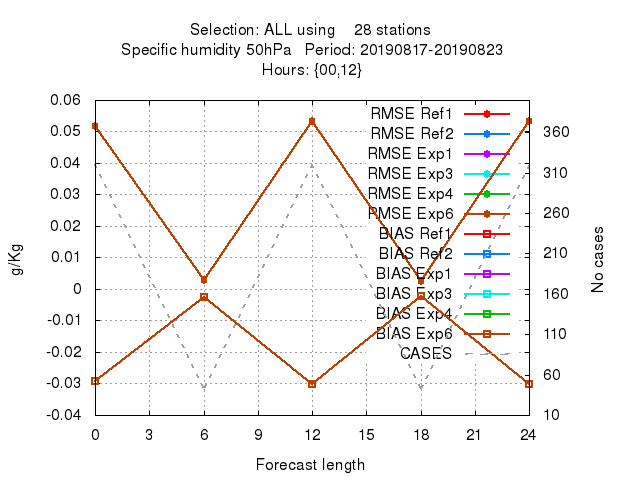 Selection: ALL using 28 stations
Specific humidity 50hPa Period: 20190817-20190823
Hours: {00,12}
0.06
0.05
0.04
0.03
0.02
0.01
0
-0.01
-0.02
-0.03
-0.04
g/Kg
RMSE Ref1
RMSE Ref2
RMSE Exp1
RMSE Exp3
RMSE Exp4
RMSE Exp6
BIAS Ref1
BIAS Ref2
BIAS Exp1
BIAS Exp3
BIAS Exp4
BIAS Exp6
CASES
360
310
260
210
160
110
60
10
No cases
0 3 6 9 12 15 18 21 24
Forecast length